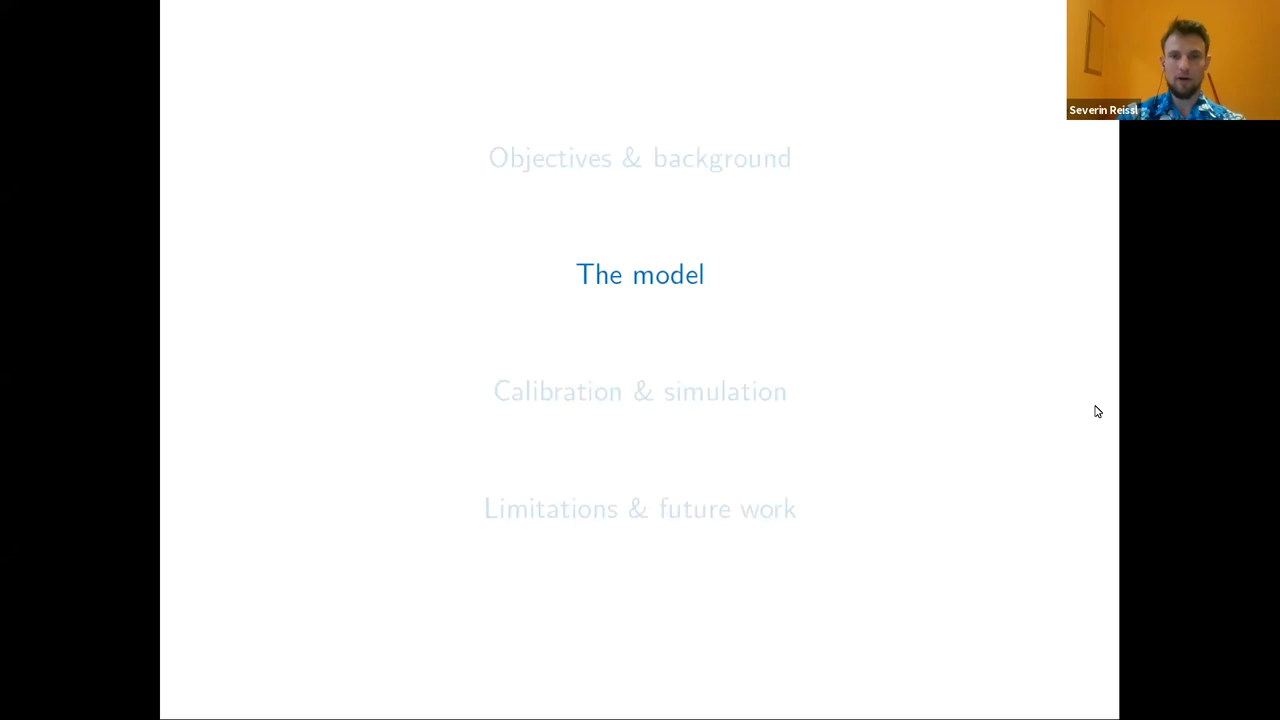 Severin Reissl
Objectives & background
The model
Calibration & simulation
Limitations & future work